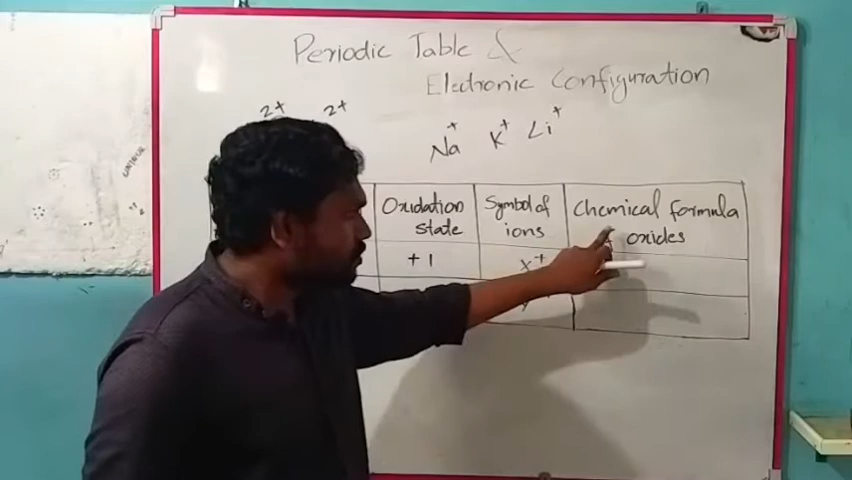 Periodic Table &
Electronic Configuration
2+ 2+
Na+ K+ Li+
Oxidation state
Symbol of ions
Chemical formula oxides
+1
x+